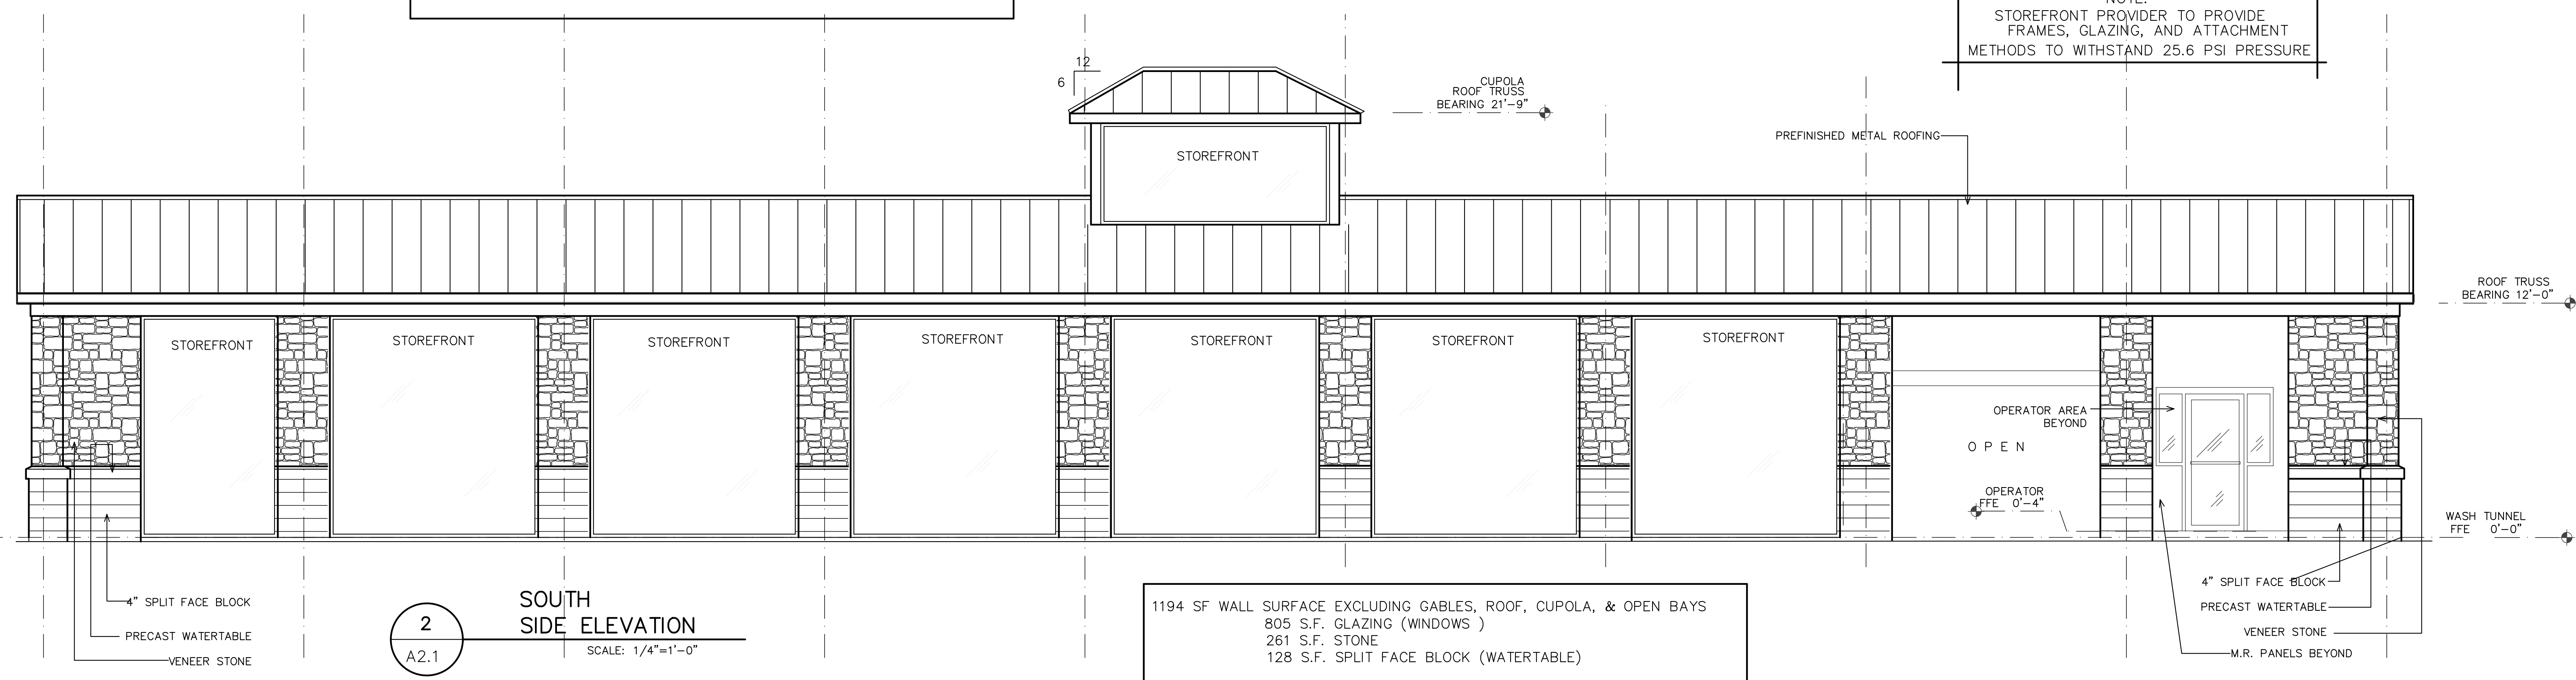 NOTE:
STOREFRONT PROVIDER TO PROVIDE
FRAMES, GLAZING, AND ATTACHMENT
METHODS TO WITHSTAND 25.6 PSI PRESSURE
12
6
CUPOLA
ROOF TRUSS
BEARING 21'-9"
STOREFRONT
PREFINISHED METAL ROOFING
ROOF TRUSS
BEARING 12'-0"
STOREFRONT
STOREFRONT
STOREFRONT
STOREFRONT
STOREFRONT
STOREFRONT
STOREFRONT
OPERATOR AREA
BEYOND
OPEN
OPERATOR
FFE 0'-4"
WASH TUNNEL
FFE 0'-0"
4" SPLIT FACE BLOCK
PRECAST WATERTABLE
VENEER STONE
2
A2.1
SOUTH
SIDE ELEVATION
SCALE: 1/4"=1'-0"
1194 SF WALL SURFACE EXCLUDING GABLES, ROOF, CUPOLA, & OPEN BAYS
805 S.F. GLAZING (WINDOWS )
261 S.F. STONE
128 S.F. SPLIT FACE BLOCK (WATERTABLE)
4" SPLIT FACE BLOCK
PRECAST WATERTABLE
VENEER STONE
M.R. PANELS BEYOND